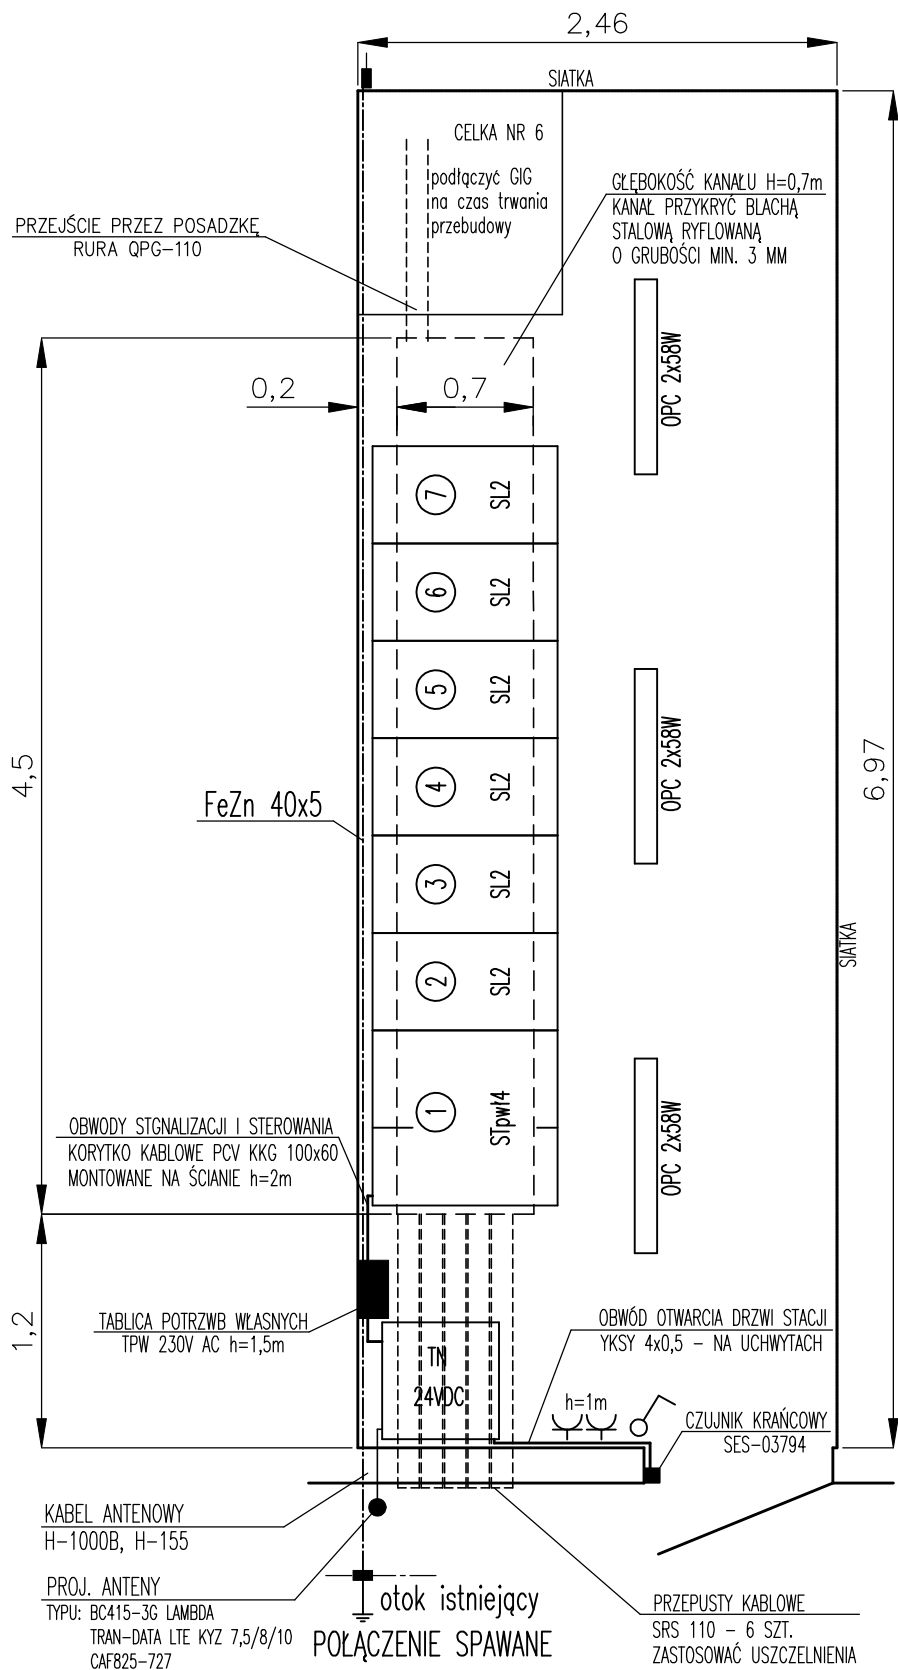 2,46
SIATKA
CELKA NR 6
podłączyć GIG
na czas trwania
przebudowy
GŁĘBOKOŚĆ KANAŁU H=0,7m
KANAŁ PRZYKRYĆ BLACHĄ
STALOWĄ RYFLOWANĄ
O GRUBOŚCI MIN. 3 MM
PRZEJŚCIE PRZEZ POSADZKĘ
RURA QPG-110
0,2
0,7
OPC 2x58W
7 SL2
6 SL2
5 SL2
4 SL2
3 SL2
2 SL2
1 STpwł4
OPC 2x58W
OPC 2x58W
4,5
6,97
FeZn 40x5
SIATKA
OBWODY STGNALIZACJI I STEROWANIA
KORYTKO KABLOWE PCV KKG 100x60
MONTOWANE NA ŚCIANIE h=2m
1,2
TABLICA POTRZWB WŁASNYCH
TPW 230V AC h=1,5m
TN
24VDC
OBWÓD OTWARCIA DRZWI STACJI
YKSY 4x0,5 - NA UCHWYTACH
h=1m
CZUJNIK KRAŃCOWY
SES-03794
KABEL ANTENOWY
H-1000B, H-155
PROJ. ANTENY
TYPU: BC415-3G LAMBDA
TRAN-DATA LTE KYZ 7,5/8/10
CAF825-727
otok istniejący
POŁĄCZENIE SPAWANE
PRZEPUSTY KABLOWE
SRS 110 - 6 SZT.
ZASTOSOWAĆ USZCZELNIENIA